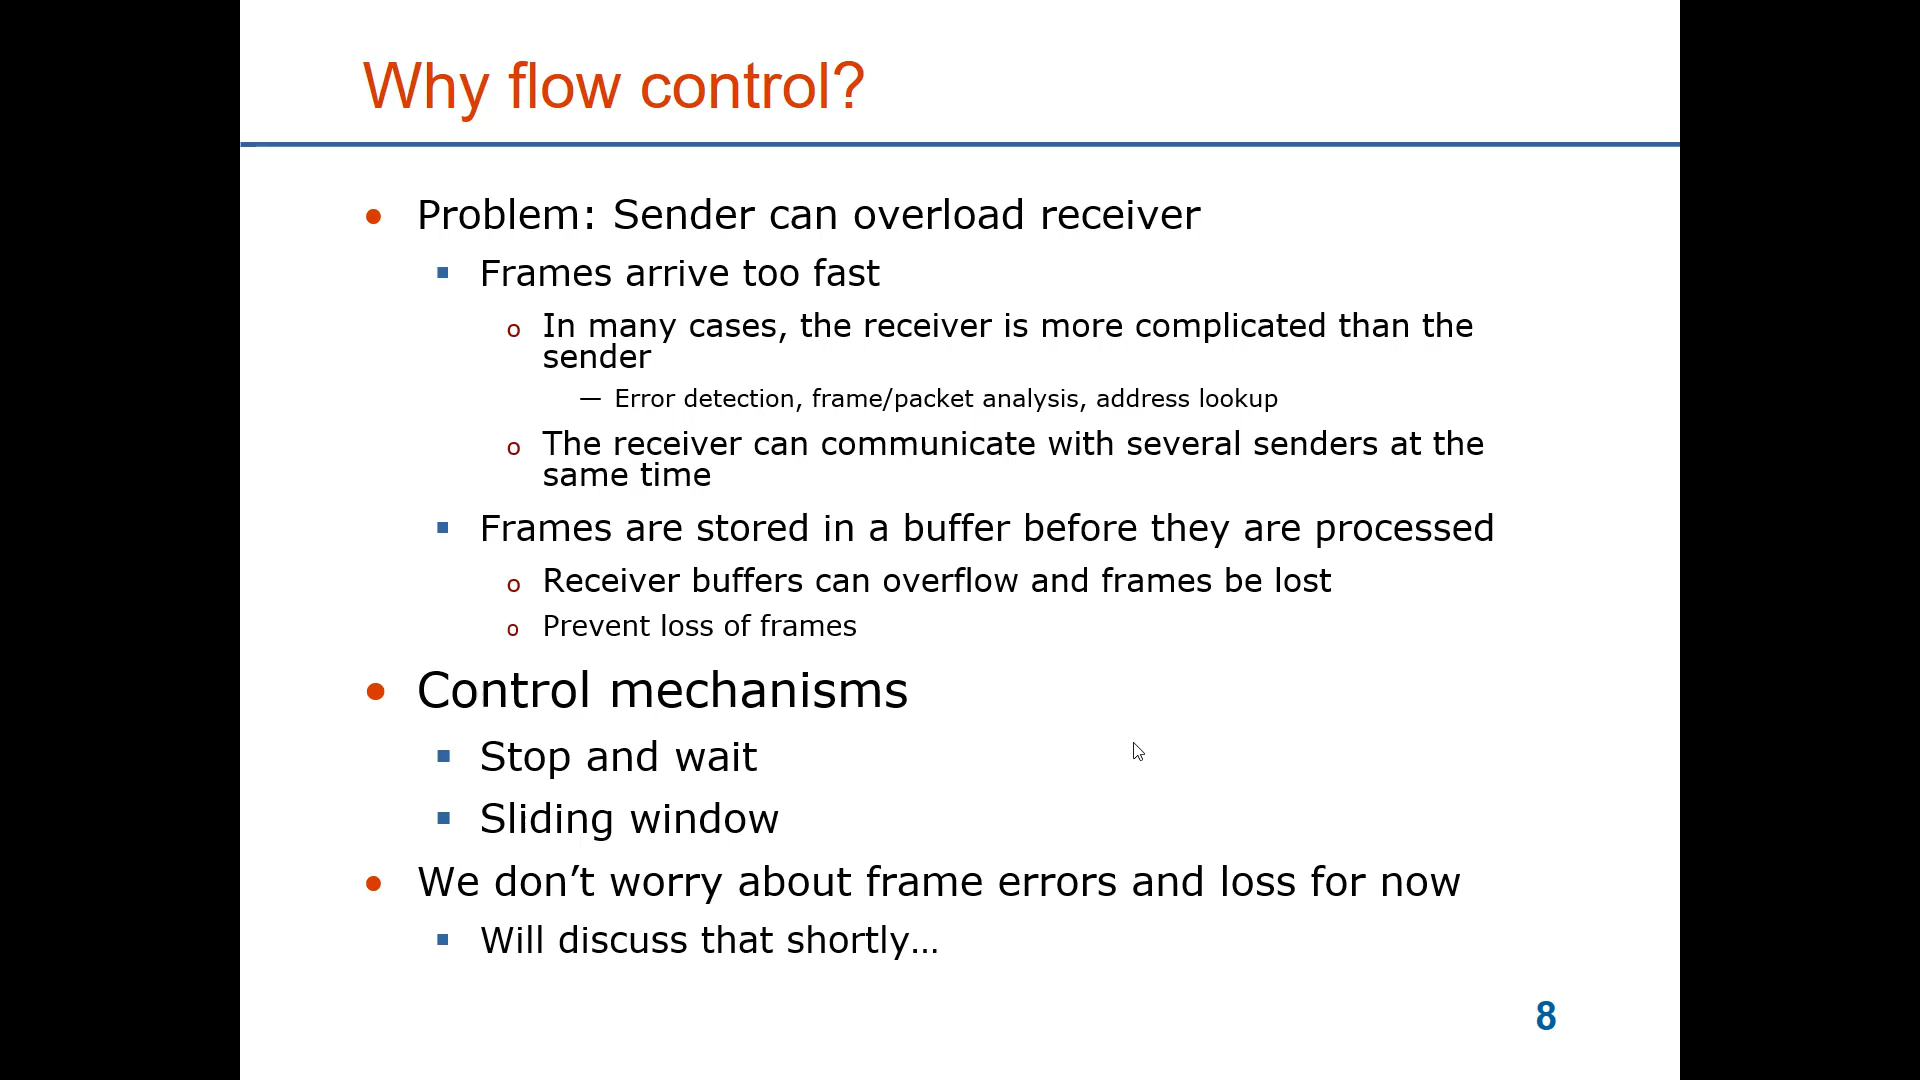 Why flow control?
• Problem: Sender can overload receiver
▪ Frames arrive too fast
o In many cases, the receiver is more complicated than the
sender
— Error detection, frame/packet analysis, address lookup
o The receiver can communicate with several senders at the
same time
▪ Frames are stored in a buffer before they are processed
o Receiver buffers can overflow and frames be lost
o Prevent loss of frames
• Control mechanisms
▪ Stop and wait
▪ Sliding window
• We don’t worry about frame errors and loss for now
▪ Will discuss that shortly…
8